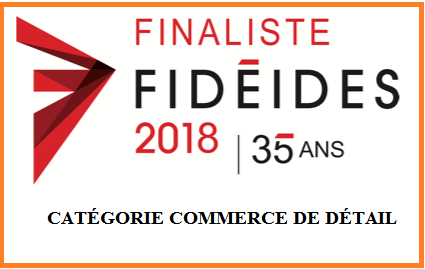 FINALISTE
FIDÉIDES
2018 | 35 ANS
CATÉGORIE COMMERCE DE DÉTAIL